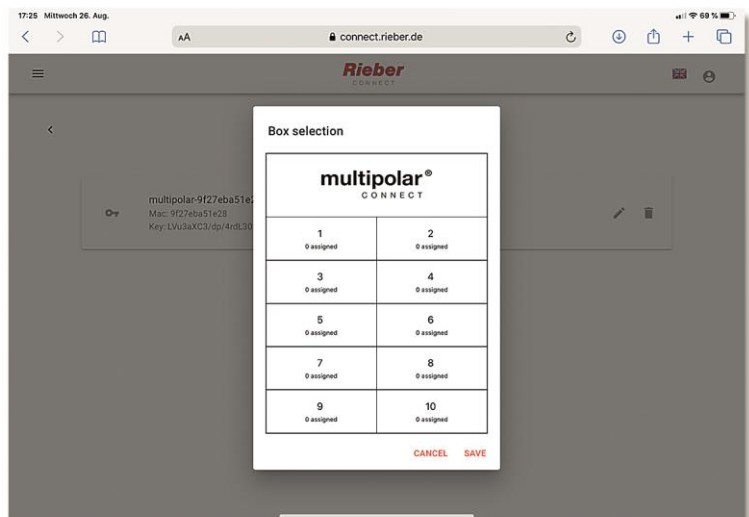 17:25 Mittwoch 26. Aug.
69 %
AA
connect.rieber.de
Rieber
CONNECT
Box selection
multipolar®
CONNECT
multipolar-9f27eba51e2
Mac: 9f27eba51e28
Key: LVu3aXC3/dp/4rdL30
1 2
0 assigned 0 assigned
3 4
0 assigned 0 assigned
5 6
0 assigned 0 assigned
7 8
0 assigned 0 assigned
9 10
0 assigned 0 assigned
CANCEL SAVE